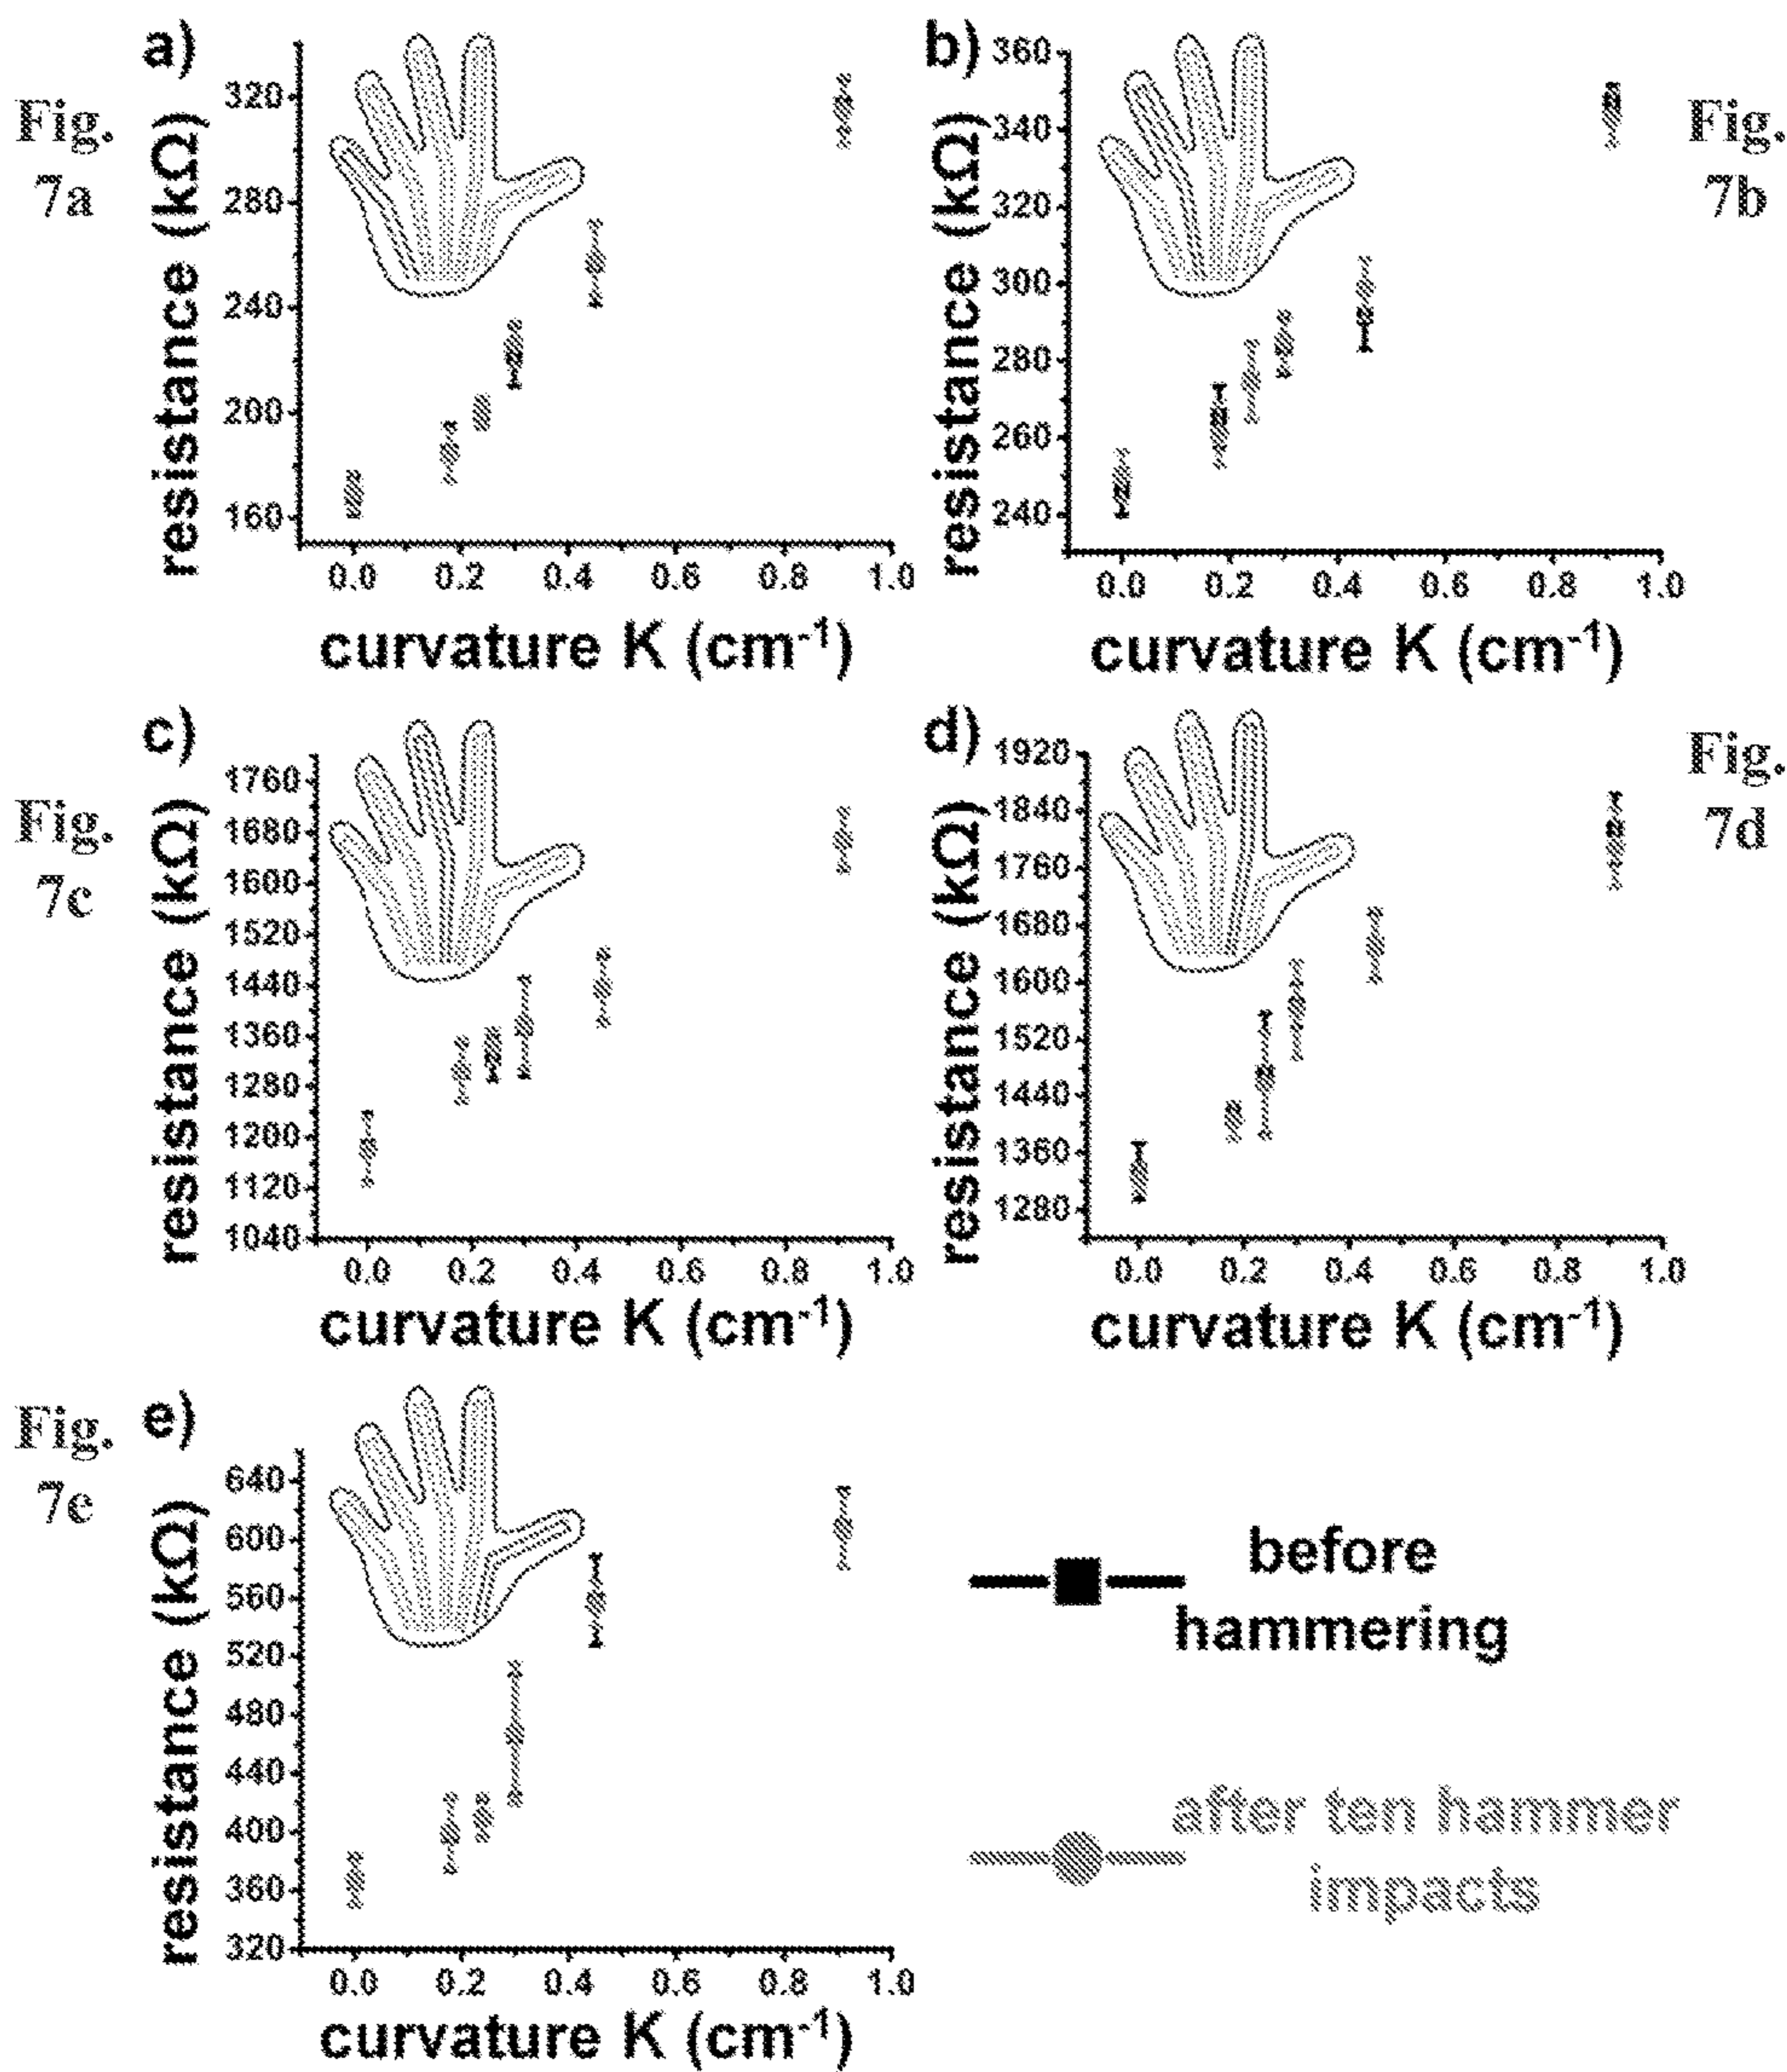 Fig.
7a
a)
resistance (kΩ)
320
280
240
200
160
0.0 0.2 0.4 0.6 0.8 1.0
curvature K (cm⁻¹)
b)
Fig.
7b
resistance (kΩ)
360
340
320
300
280
260
240
0.0 0.2 0.4 0.6 0.8 1.0
curvature K (cm⁻¹)
Fig.
7c
c)
resistance (kΩ)
1760
1680
1600
1520
1440
1360
1280
1200
1120
1040
0.0 0.2 0.4 0.6 0.8 1.0
curvature K (cm⁻¹)
d)
Fig.
7d
resistance (kΩ)
1920
1840
1760
1680
1600
1520
1440
1360
1280
0.0 0.2 0.4 0.6 0.8 1.0
curvature K (cm⁻¹)
Fig.
7e
e)
resistance (kΩ)
640
600
560
520
480
440
400
360
320
0.0 0.2 0.4 0.6 0.8 1.0
curvature K (cm⁻¹)
before
hammering
after ten hammer
impacts